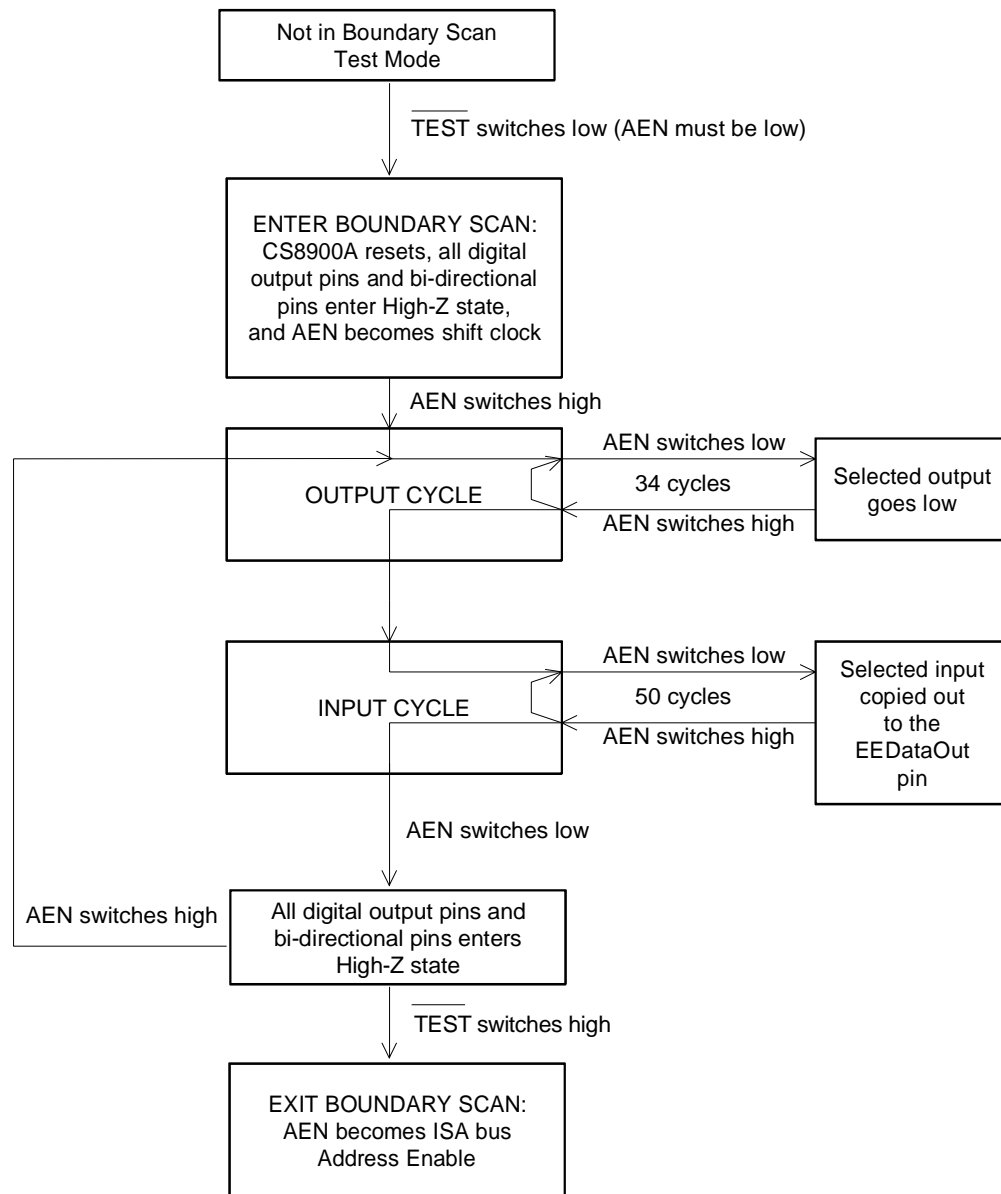 Not in Boundary Scan
Test Mode
TEST switches low (AEN must be low)
ENTER BOUNDARY SCAN:
CS8900A resets, all digital
output pins and bi-directional
pins enter High-Z state,
and AEN becomes shift clock
AEN switches high
OUTPUT CYCLE
AEN switches low
34 cycles
AEN switches high
Selected output
goes low
INPUT CYCLE
AEN switches low
50 cycles
AEN switches high
Selected input
copied out
to the
EEDataOut
pin
AEN switches low
AEN switches high
All digital output pins and
bi-directional pins enters
High-Z state
TEST switches high
EXIT BOUNDARY SCAN:
AEN becomes ISA bus
Address Enable